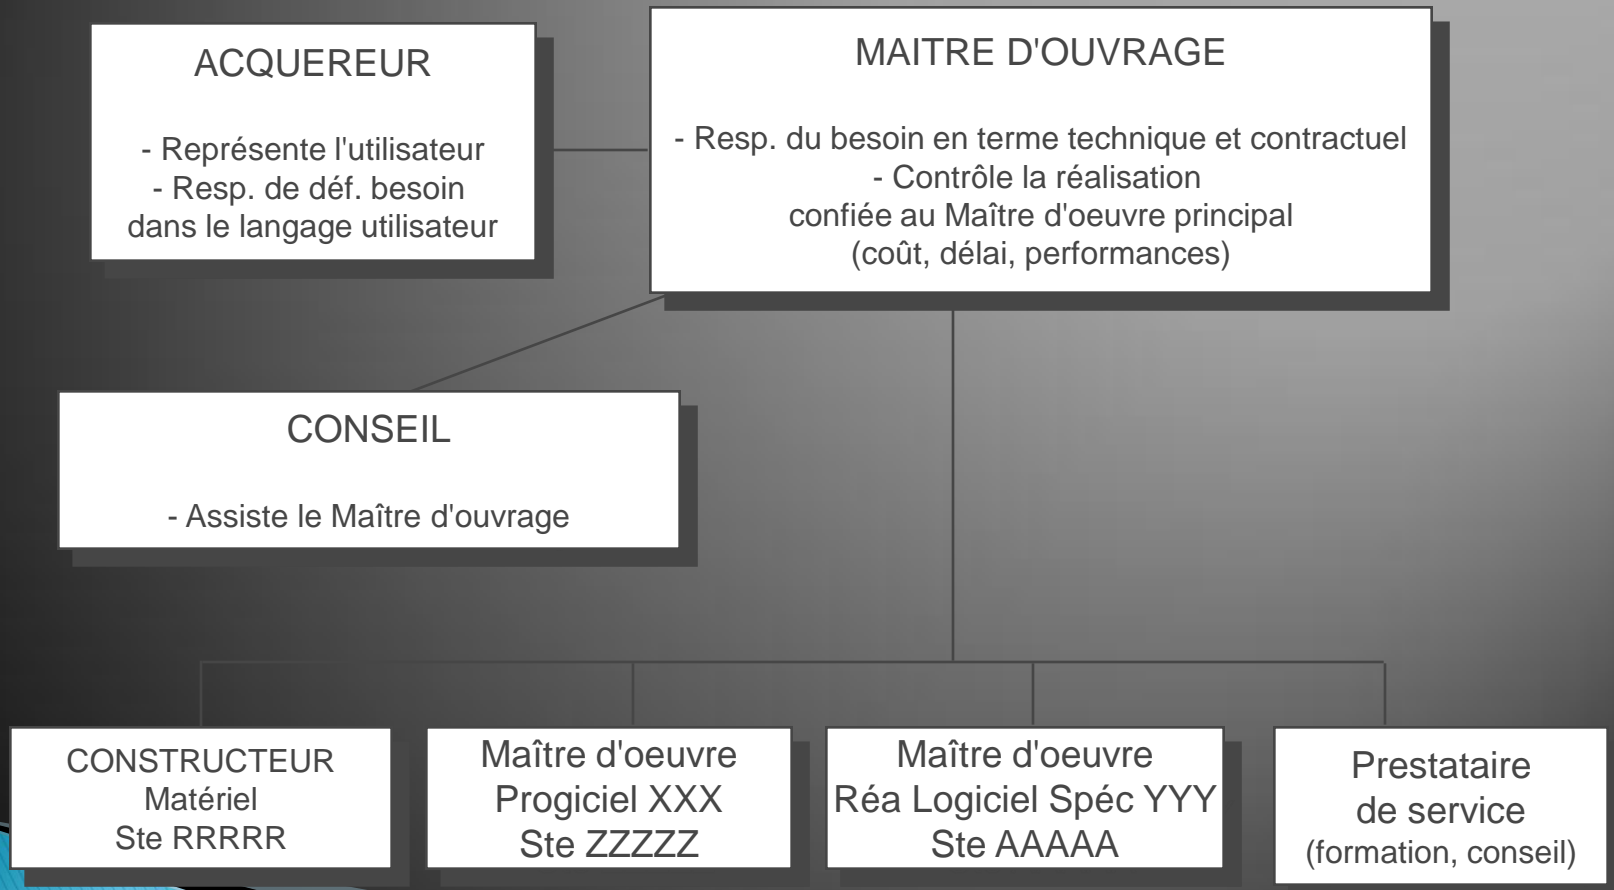 ACQUEREUR
- Représente l'utilisateur
- Resp. de déf. besoin
dans le langage utilisateur
MAITRE D'OUVRAGE
- Resp. du besoin en terme technique et contractuel
- Contrôle la réalisation
confiée au Maître d'oeuvre principal
(coût, délai, performances)
CONSEIL
- Assiste le Maître d'ouvrage
CONSTRUCTEUR
Matériel
Ste RRRRR
Maître d'oeuvre
Progiciel XXX
Ste ZZZZZ
Maître d'oeuvre
Réa Logiciel Spéc YYY
Ste AAAAA
Prestataire
de service
(formation, conseil)